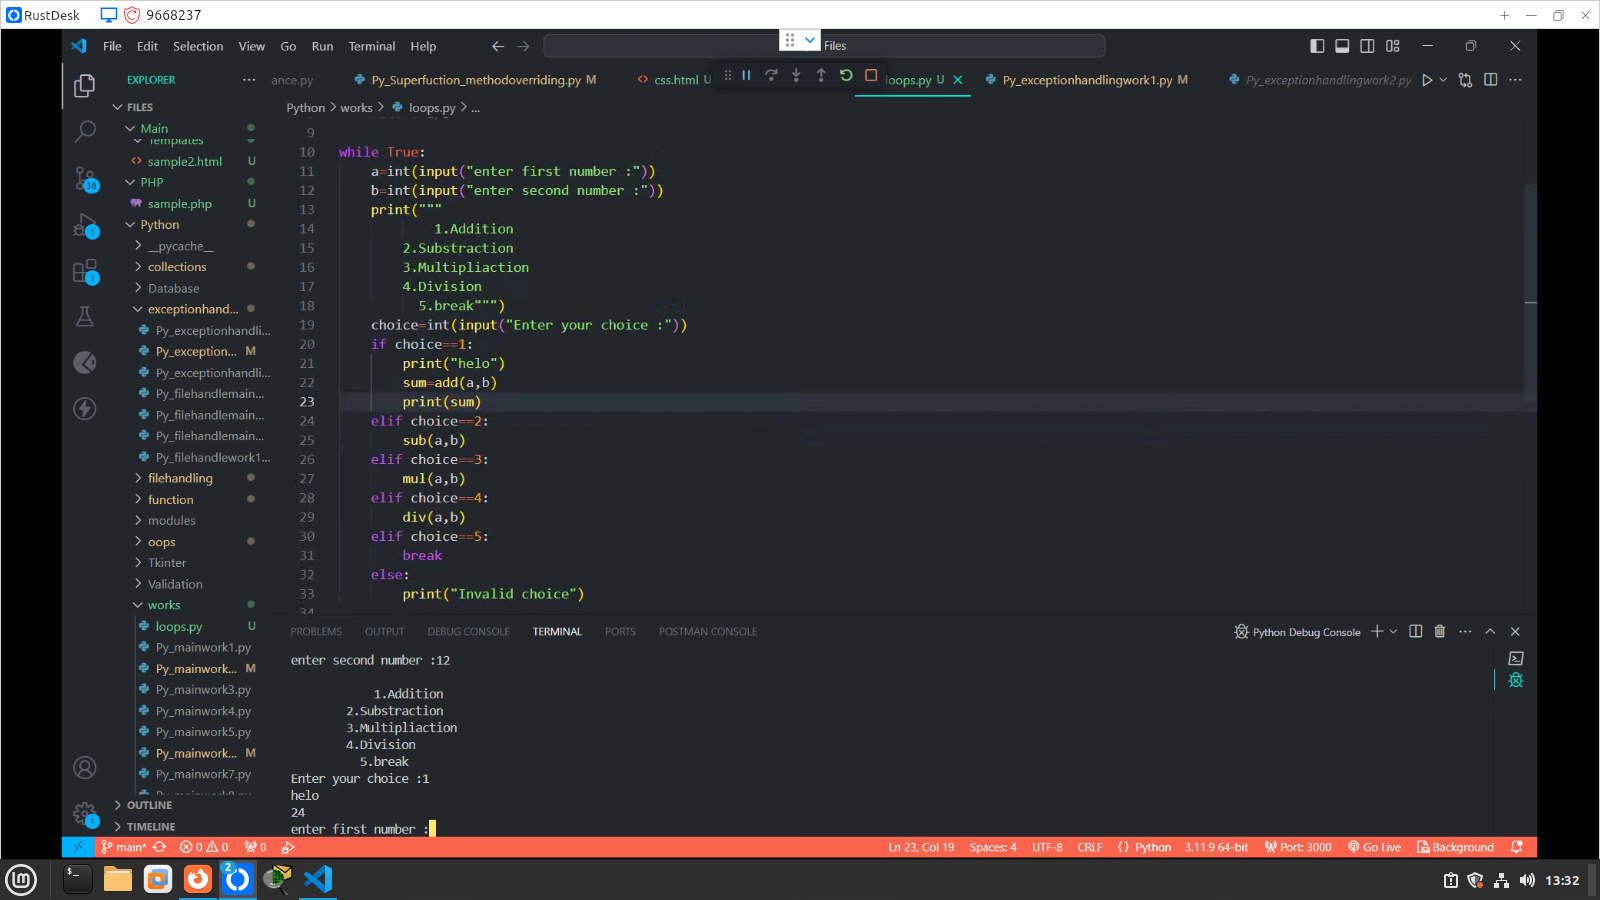 RustDesk 9668237
File Edit Selection View Go Run Terminal Help Files
EXPLORER
ance.py Py_Superfuction_methodoverriding.py M css.html U loops.py U Py_exceptionhandlingwork1.py M Py_exceptionhandlingwork2.py
Python > works > loops.py > ...
FILES
Main
Templates
sample2.html U
PHP
sample.php U
Python
__pycache__
collections
Database
exceptionhand...
Py_exceptionhandli...
Py_exception... M
Py_exceptionhandli...
Py_filehandlemain...
Py_filehandlemain...
Py_filehandlemain...
Py_filehandlework1...
filehandling
function
modules
oops
Tkinter
Validation
works
loops.py U
Py_mainwork1.py
Py_mainwork... M
Py_mainwork3.py
Py_mainwork4.py
Py_mainwork5.py
Py_mainwork... M
Py_mainwork7.py
OUTLINE
TIMELINE
38
1
1
1
9
10 while True:
11 a=int(input("enter first number :"))
12 b=int(input("enter second number :"))
13 print("""
14 1.Addition
15 2.Substraction
16 3.Multipliaction
17 4.Division
18 5.break""")
19 choice=int(input("Enter your choice :"))
20 if choice==1:
21 print("helo")
22 sum=add(a,b)
23 print(sum)
24 elif choice==2:
25 sub(a,b)
26 elif choice==3:
27 mul(a,b)
28 elif choice==4:
29 div(a,b)
30 elif choice==5:
31 break
32 else:
33 print("Invalid choice")
34
PROBLEMS OUTPUT DEBUG CONSOLE TERMINAL PORTS POSTMAN CONSOLE Python Debug Console
enter second number :12
1.Addition
2.Substraction
3.Multipliaction
4.Division
5.break
Enter your choice :1
helo
24
enter first number :
main* 0 0 0 Ln 23, Col 19 Spaces: 4 UTF-8 CRLF Python 3.11.9 64-bit Port: 3000 Go Live Background
2 13:32